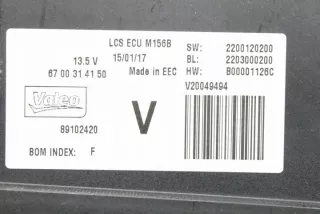 LCS ECU M156B
13.5 V
15/01/17
67 00 31 41 50
Made in EEC
SW: 2200120200
BL: 2203000200
HW: B00001126C
V20049494
Valeo
V
89102420
BOM INDEX: F